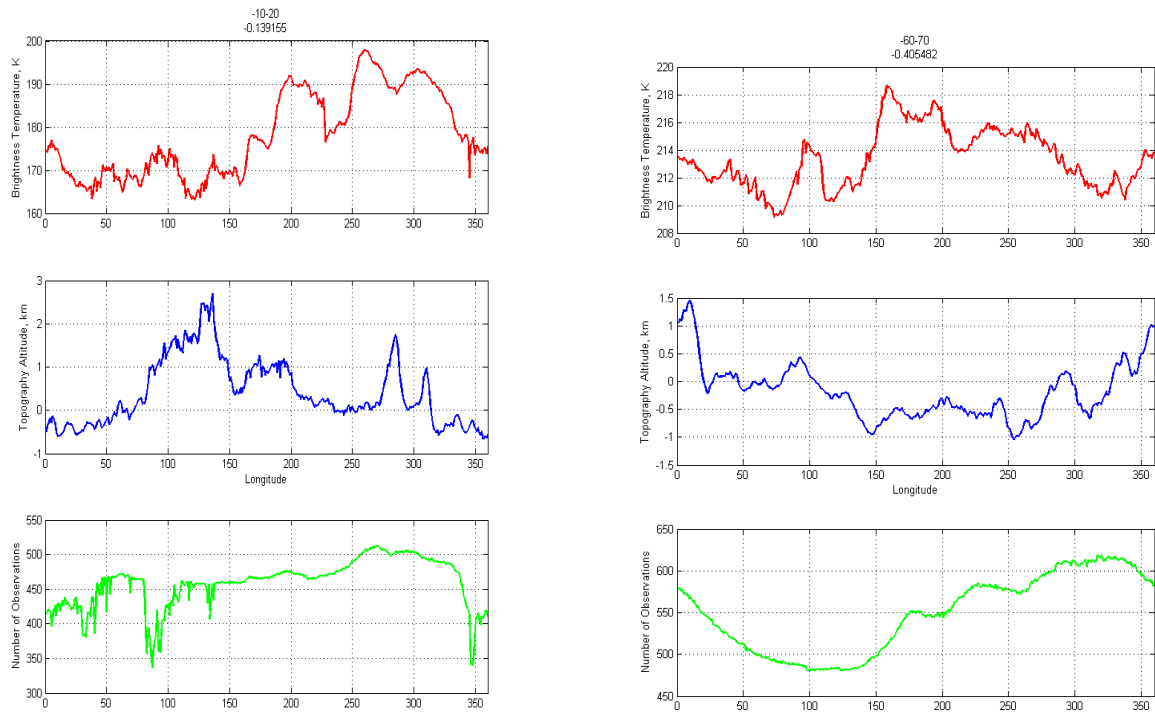 -10-20
-0.139155
Brightness Temperature, K
200
190
180
170
160
0 50 100 150 200 250 300 350
Topography Altitude, km
3
2
1
0
-1
0 50 100 150 200 250 300 350
Longitude
Number of Observations
550
500
450
400
350
300
0 50 100 150 200 250 300 350
-60-70
-0.405482
Brightness Temperature, K
220
218
216
214
212
210
208
0 50 100 150 200 250 300 350
Topography Altitude, km
1.5
1
0.5
0
-0.5
-1
-1.5
0 50 100 150 200 250 300 350
Longitude
Number of Observations
650
600
550
500
450
0 50 100 150 200 250 300 350